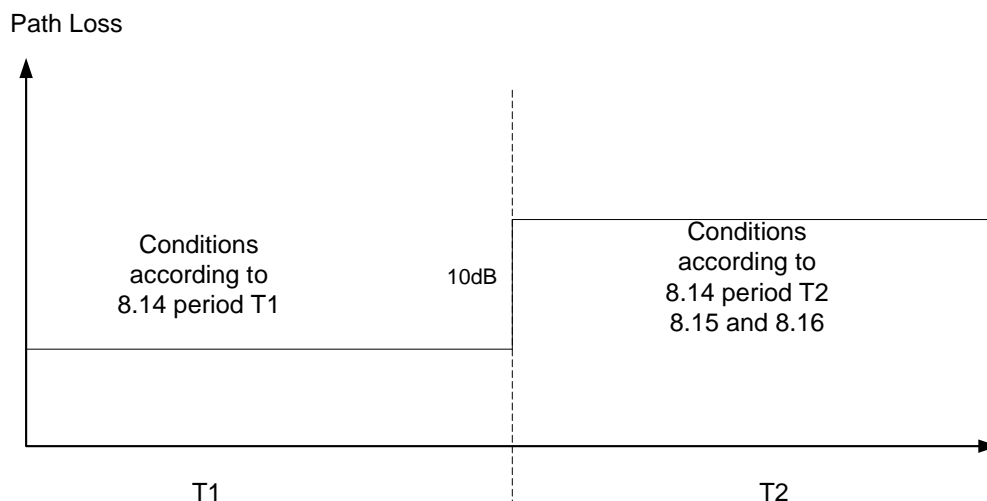 Path Loss
Conditions
according to
8.14 period T1
10dB
Conditions
according to
8.14 period T2
8.15 and 8.16
T1
T2